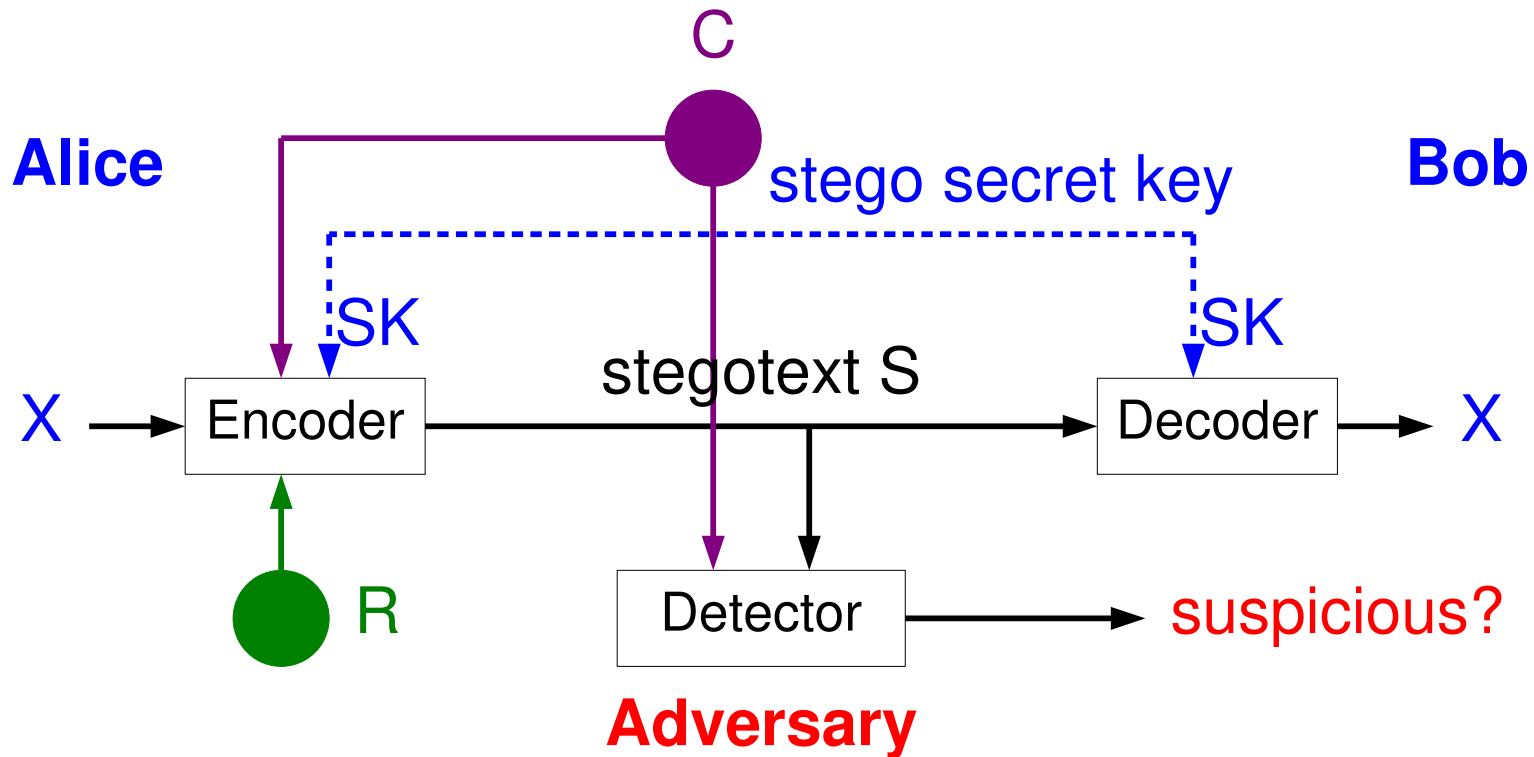 C
Alice
stego secret key
Bob
SK
SK
stegotext S
X
Encoder
Decoder
X
R
Detector
suspicious?
Adversary